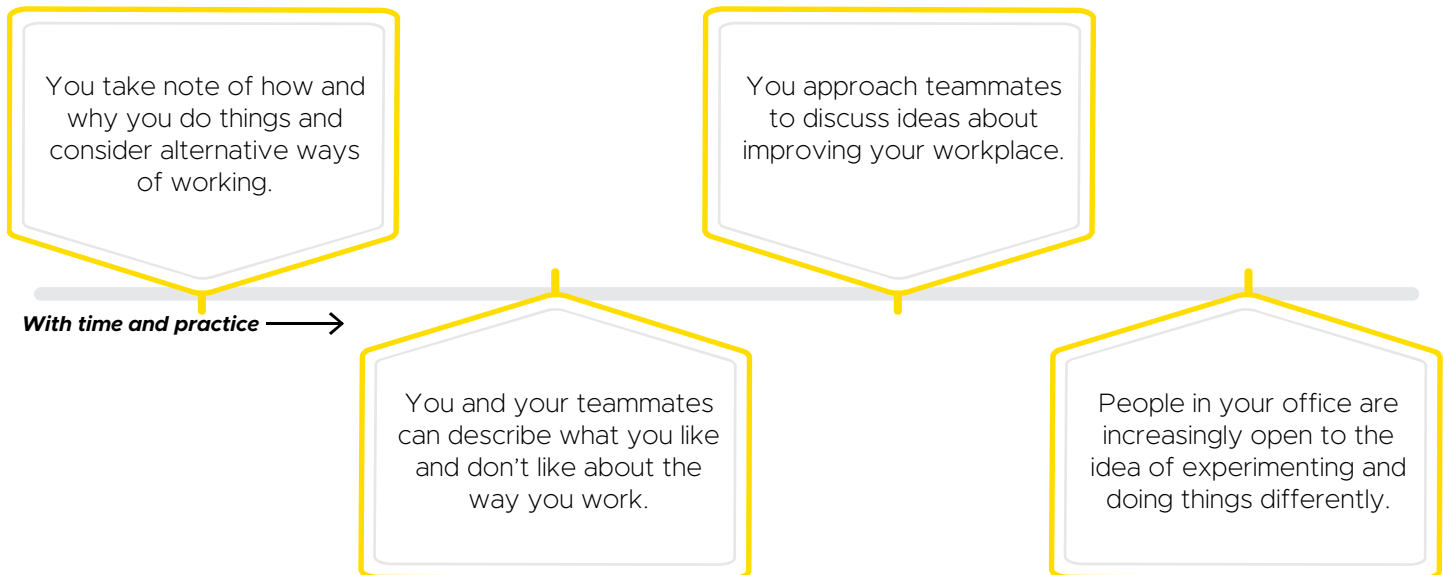 You take note of how and
why you do things and
consider alternative ways
of working.
You approach teammates
to discuss ideas about
improving your workplace.
With time and practice
You and your teammates
can describe what you like
and don’t like about the
way you work.
People in your office are
increasingly open to the
idea of experimenting and
doing things differently.